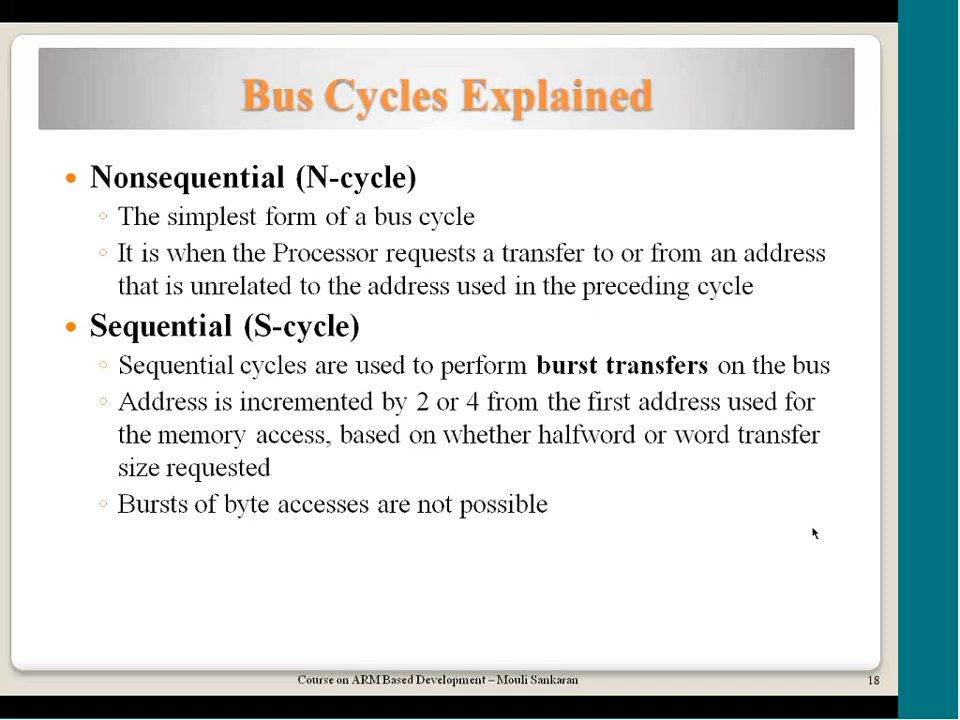 Bus Cycles Explained
• Nonsequential (N-cycle)
◦ The simplest form of a bus cycle
◦ It is when the Processor requests a transfer to or from an address
that is unrelated to the address used in the preceding cycle
• Sequential (S-cycle)
◦ Sequential cycles are used to perform burst transfers on the bus
◦ Address is incremented by 2 or 4 from the first address used for
the memory access, based on whether halfword or word transfer
size requested
◦ Bursts of byte accesses are not possible
Course on ARM Based Development – Mouli Sankaran
18